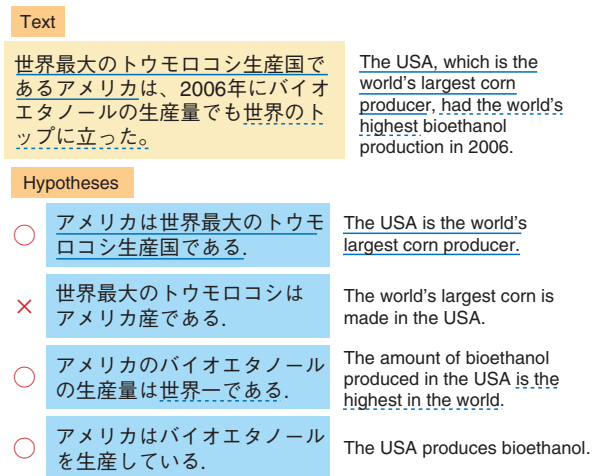 Text
世界最大のトウモロコシ生産国で
あるアメリカは、2006年にバイオ
エタノールの生産量でも世界のト
ップに立った。
The USA, which is the
world's largest corn
producer, had the world's
highest bioethanol
production in 2006.
Hypotheses
○
アメリカは世界最大のトウモ
ロコシ生産国である.
The USA is the world's
largest corn producer.
×
世界最大のトウモロコシは
アメリカ産である.
The world's largest corn is
made in the USA.
○
アメリカのバイオエタノール
の生産量は世界一である.
The amount of bioethanol
produced in the USA is the
highest in the world.
○
アメリカはバイオエタノール
を生産している.
The USA produces bioethanol.